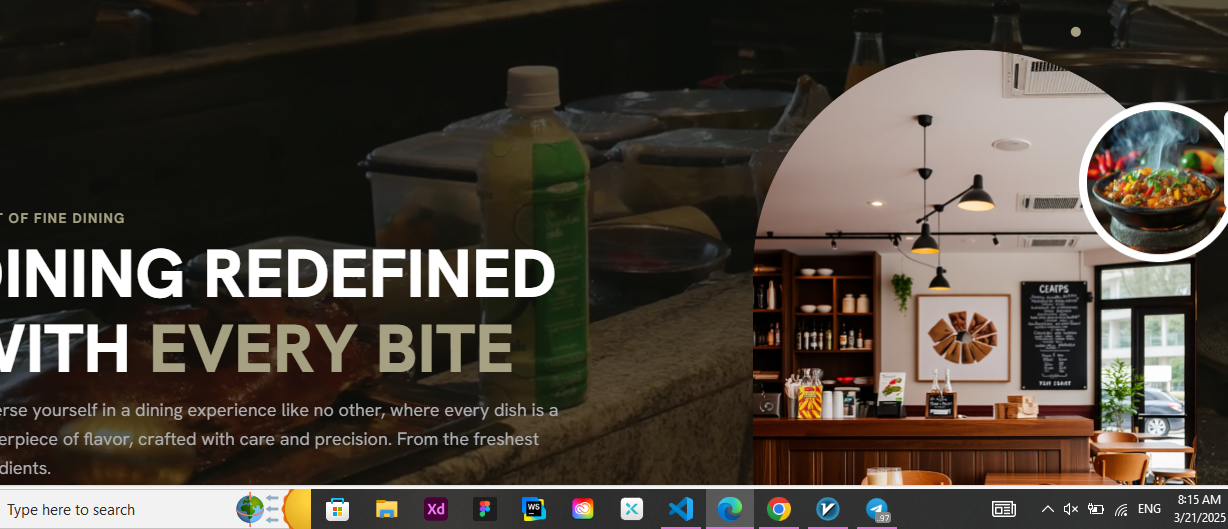 T OF FINE DINING
DINING REDEFINED
WITH EVERY BITE
erse yourself in a dining experience like no other, where every dish is a
erpiece of flavor, crafted with care and precision. From the freshest
dients.
CEATPS
Type here to search
Xd
WS
97
ENG
8:15 AM
3/21/2025